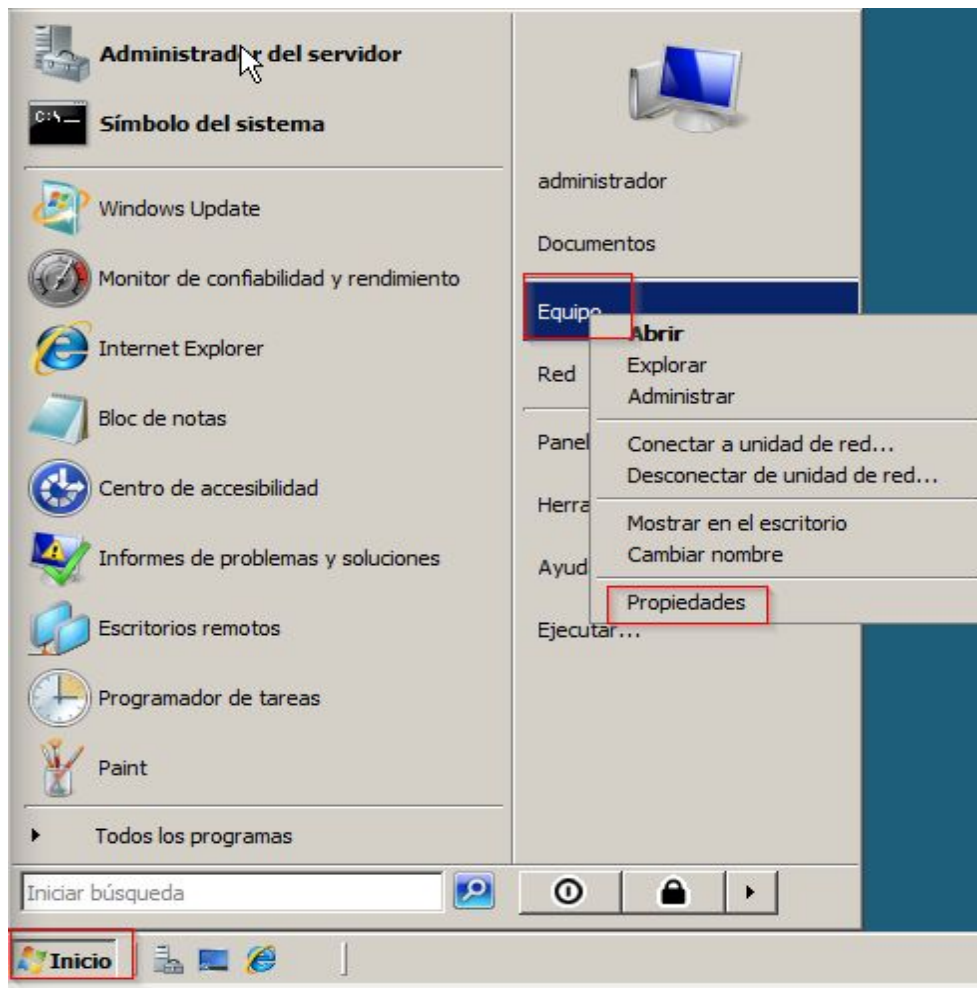 Administrador del servidor
Símbolo del sistema
Windows Update
Monitor de confiabilidad y rendimiento
Internet Explorer
Bloc de notas
Centro de accesibilidad
Informes de problemas y soluciones
Escritorios remotos
Programador de tareas
Paint
Todos los programas
Iniciar búsqueda
administrador
Documentos
Equipo
Red
Panel
Herra
Ayud
Ejecutar...
Abrir
Explorar
Administrar
Conectar a unidad de red...
Desconectar de unidad de red...
Mostrar en el escritorio
Cambiar nombre
Propiedades
Inicio